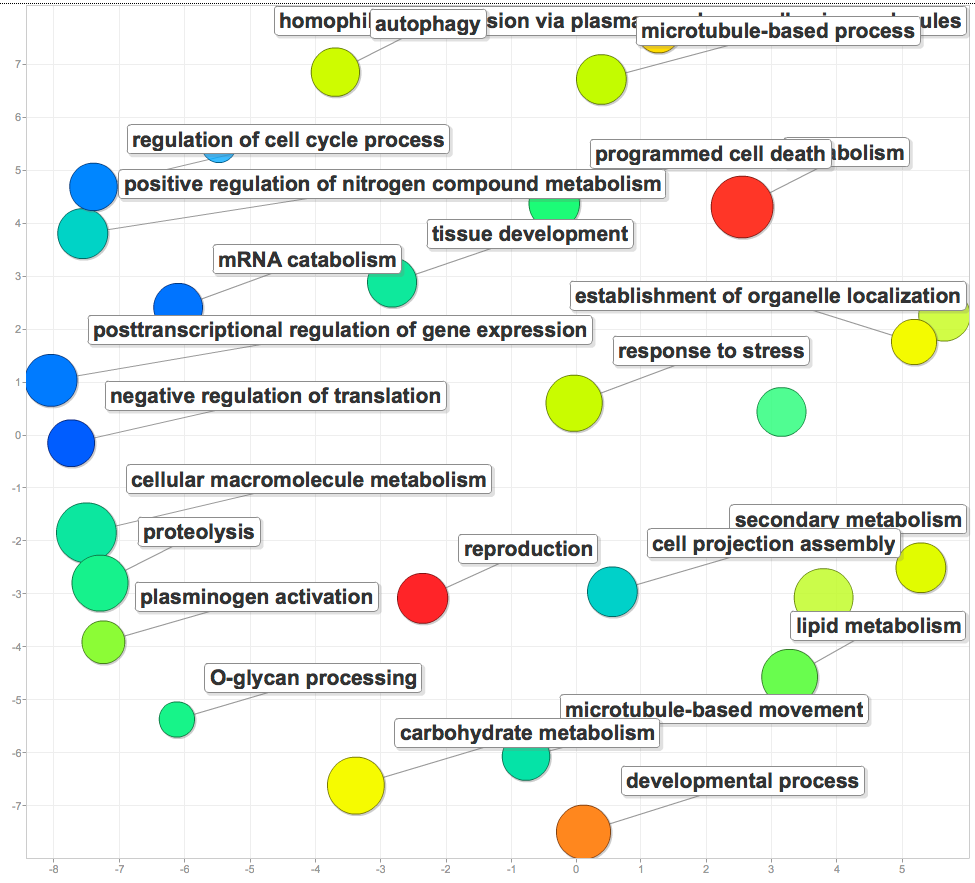 homophi sion via plasma ules
autophagy
microtubule-based process
7
6
regulation of cell cycle process
programmed cell death
abolism
5
positive regulation of nitrogen compound metabolism
4
tissue development
mRNA catabolism
3
establishment of organelle localization
2
posttranscriptional regulation of gene expression
response to stress
1
negative regulation of translation
0
-1
cellular macromolecule metabolism
secondary metabolism
proteolysis
cell projection assembly
-2
reproduction
-3
plasminogen activation
lipid metabolism
-4
O-glycan processing
-5
microtubule-based movement
carbohydrate metabolism
-6
developmental process
-7
-8 -7 -6 -5 -4 -3 -2 -1 0 1 2 3 4 5